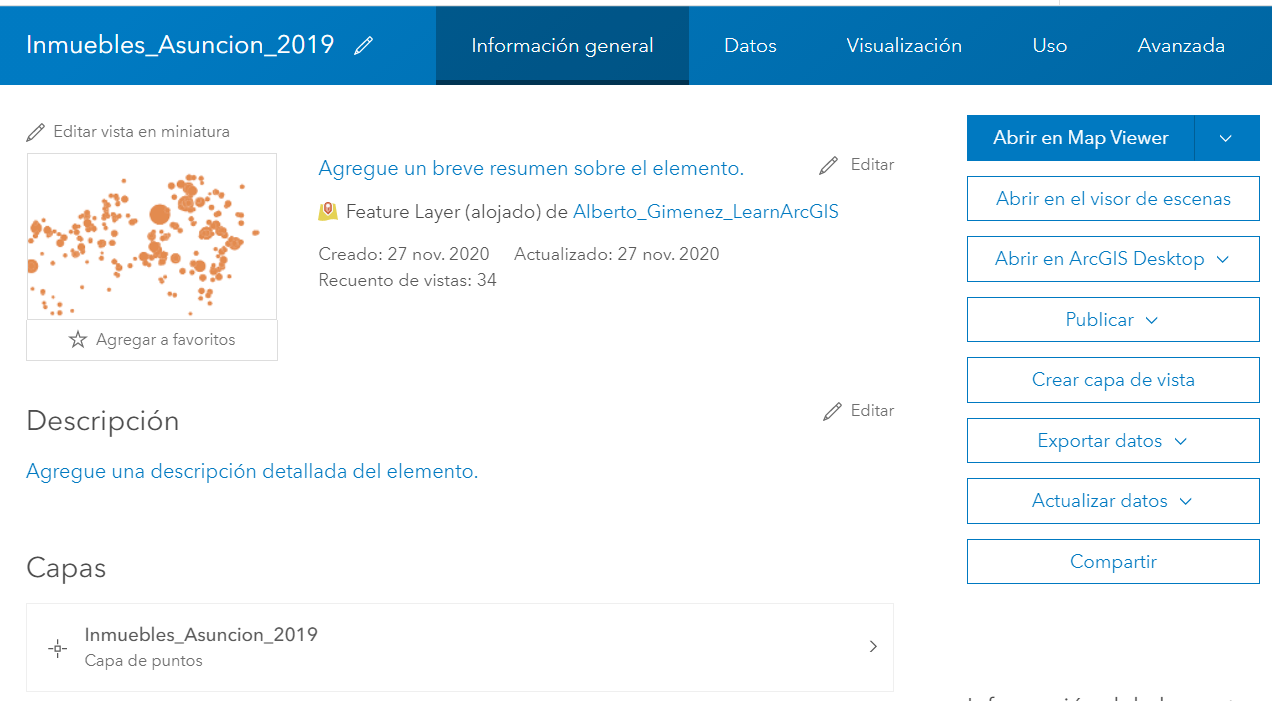 Inmuebles_Asuncion_2019
Información general
Datos
Visualización
Uso
Avanzada
Editar vista en miniatura
Agregue un breve resumen sobre el elemento.
Editar
Feature Layer (alojado) de Alberto_Gimenez_LearnArcGIS
Creado: 27 nov. 2020 Actualizado: 27 nov. 2020
Recuento de vistas: 34
Agregar a favoritos
Descripción
Editar
Agregue una descripción detallada del elemento.
Capas
Inmuebles_Asuncion_2019
Capa de puntos
Abrir en Map Viewer
Abrir en el visor de escenas
Abrir en ArcGIS Desktop
Publicar
Crear capa de vista
Exportar datos
Actualizar datos
Compartir